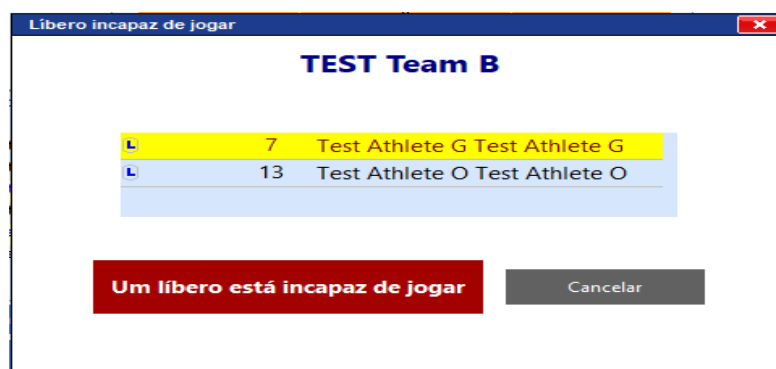 Líbero incapaz de jogar
TEST Team B
L 7 Test Athlete G Test Athlete G
L 13 Test Athlete O Test Athlete O
Um líbero está incapaz de jogar
Cancelar